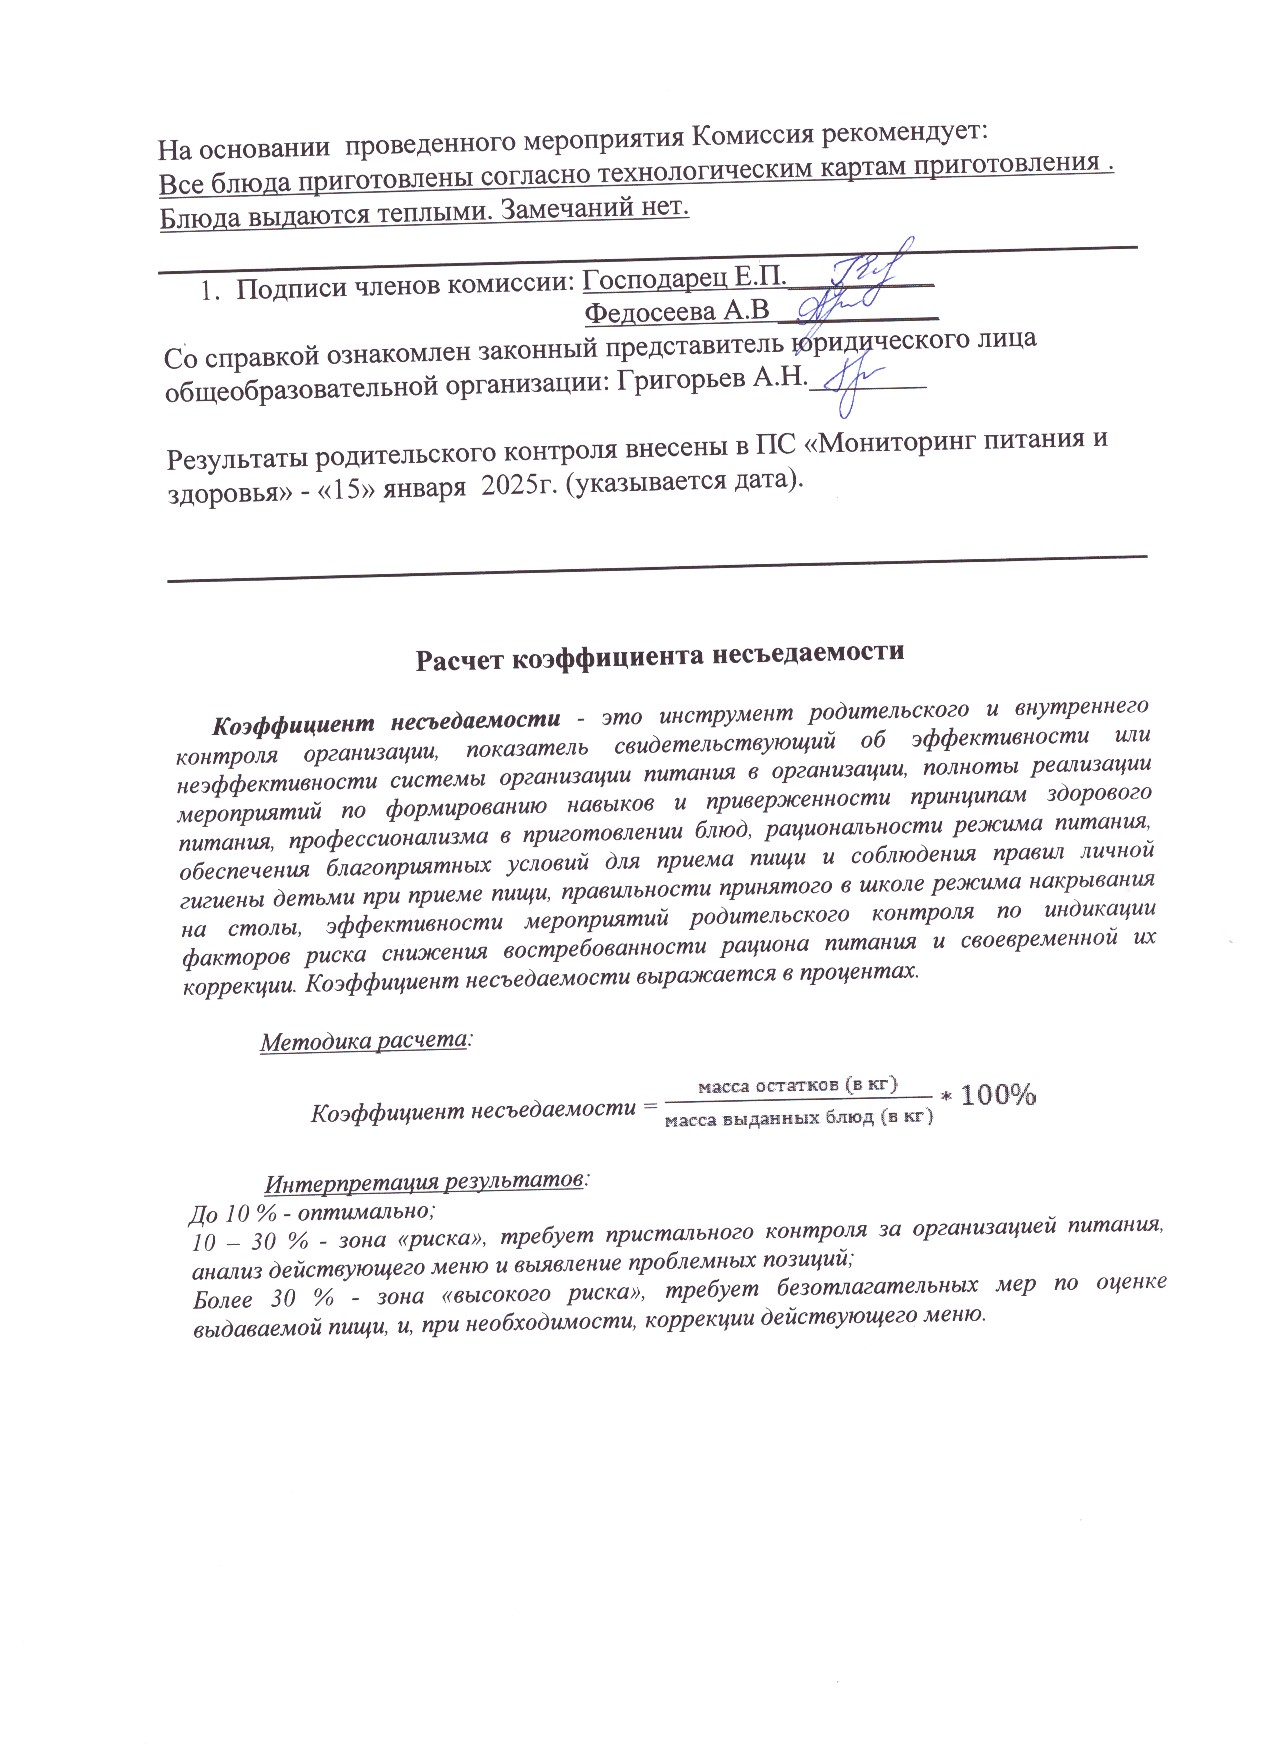 На основании проведенного мероприятия Комиссия рекомендует:
Все блюда приготовлены согласно технологическим картам приготовления .
Блюда выдаются теплыми. Замечаний нет.
1. Подписи членов комиссии: Господарец Е.П.
Федосеева А.В
Со справкой ознакомлен законный представитель юридического лица
общеобразовательной организации: Григорьев А.Н.
Результаты родительского контроля внесены в ПС «Мониторинг питания и
здоровья» - «15» января 2025г. (указывается дата).
Расчет коэффициента несъедаемости
Коэффициент несъедаемости - это инструмент родительского и внутреннего
контроля организации, показатель свидетельствующий об эффективности или
неэффективности системы организации питания в организации, полноты реализации
мероприятий по формированию навыков и приверженности принципам здорового
питания, профессионализма в приготовлении блюд, рациональности режима питания,
обеспечения благоприятных условий для приема пищи и соблюдения правил личной
гигиены детьми при приеме пищи, правильности принятого в школе режима накрывания
на столы, эффективности мероприятий родительского контроля по индикации
факторов риска снижения востребованности рациона питания и своевременной их
коррекции. Коэффициент несъедаемости выражается в процентах.
Методика расчета:
масса остатков (в кг)
Коэффициент несъедаемости = * 100%
масса выданных блюд (в кг)
Интерпретация результатов:
До 10 % - оптимально;
10 – 30 % - зона «риска», требует пристального контроля за организацией питания,
анализ действующего меню и выявление проблемных позиций;
Более 30 % - зона «высокого риска», требует безотлагательных мер по оценке
выдаваемой пищи, и, при необходимости, коррекции действующего меню.